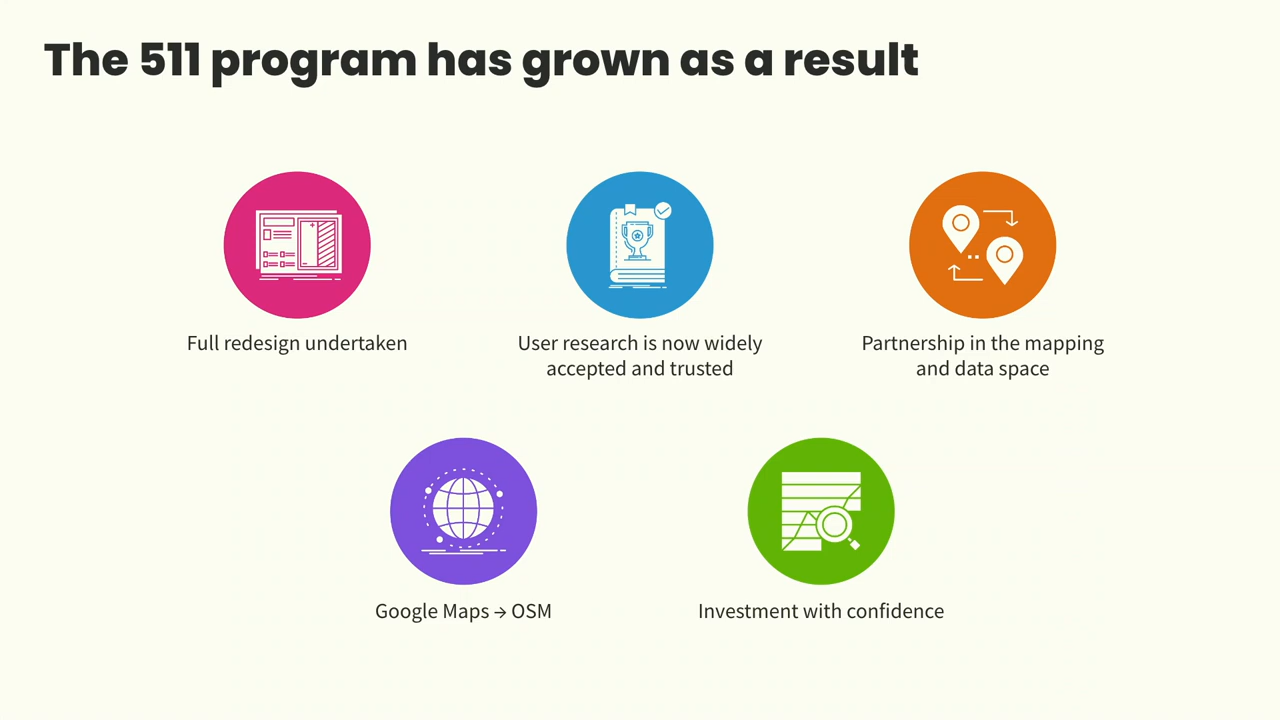 The 511 program has grown as a result
Full redesign undertaken
User research is now widely
accepted and trusted
Partnership in the mapping
and data space
Google Maps → OSM
Investment with confidence